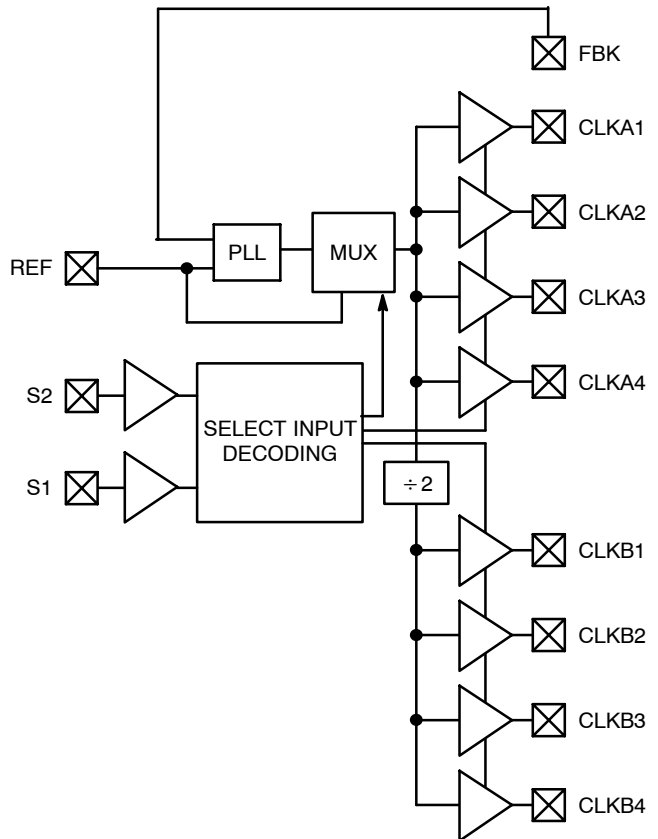 FBK
CLKA1
CLKA2
PLL
MUX
REF
CLKA3
CLKA4
S2
SELECT INPUT
DECODING
S1
÷2
CLKB1
CLKB2
CLKB3
CLKB4